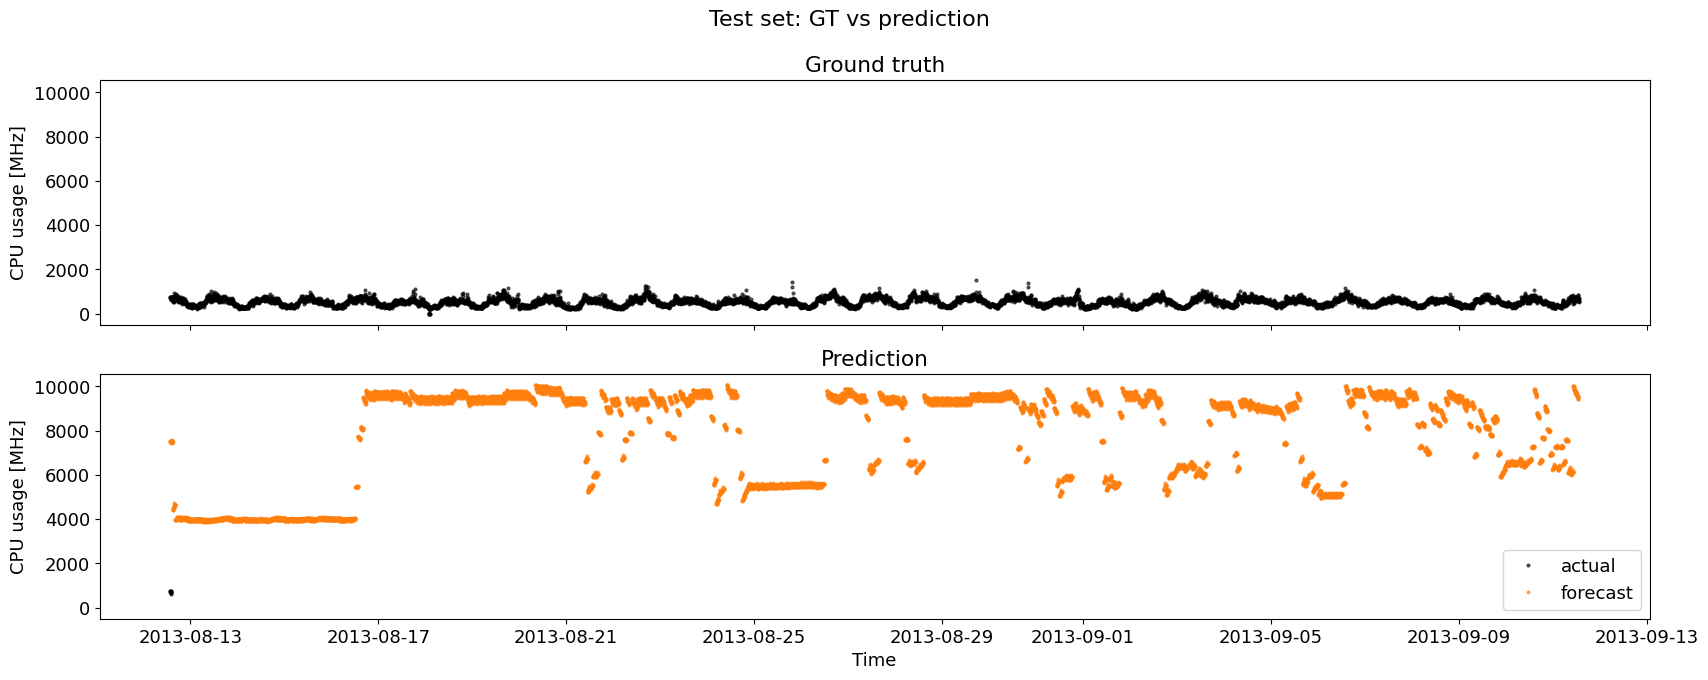 Test set: GT vs prediction
Ground truth
10000
8000
6000
4000
2000
0
CPU usage [MHz]
Prediction
10000
8000
6000
4000
2000
0
CPU usage [MHz]
actual
forecast
2013-08-13 2013-08-17 2013-08-21 2013-08-25 2013-08-29 2013-09-01 2013-09-05 2013-09-09 2013-09-13
Time